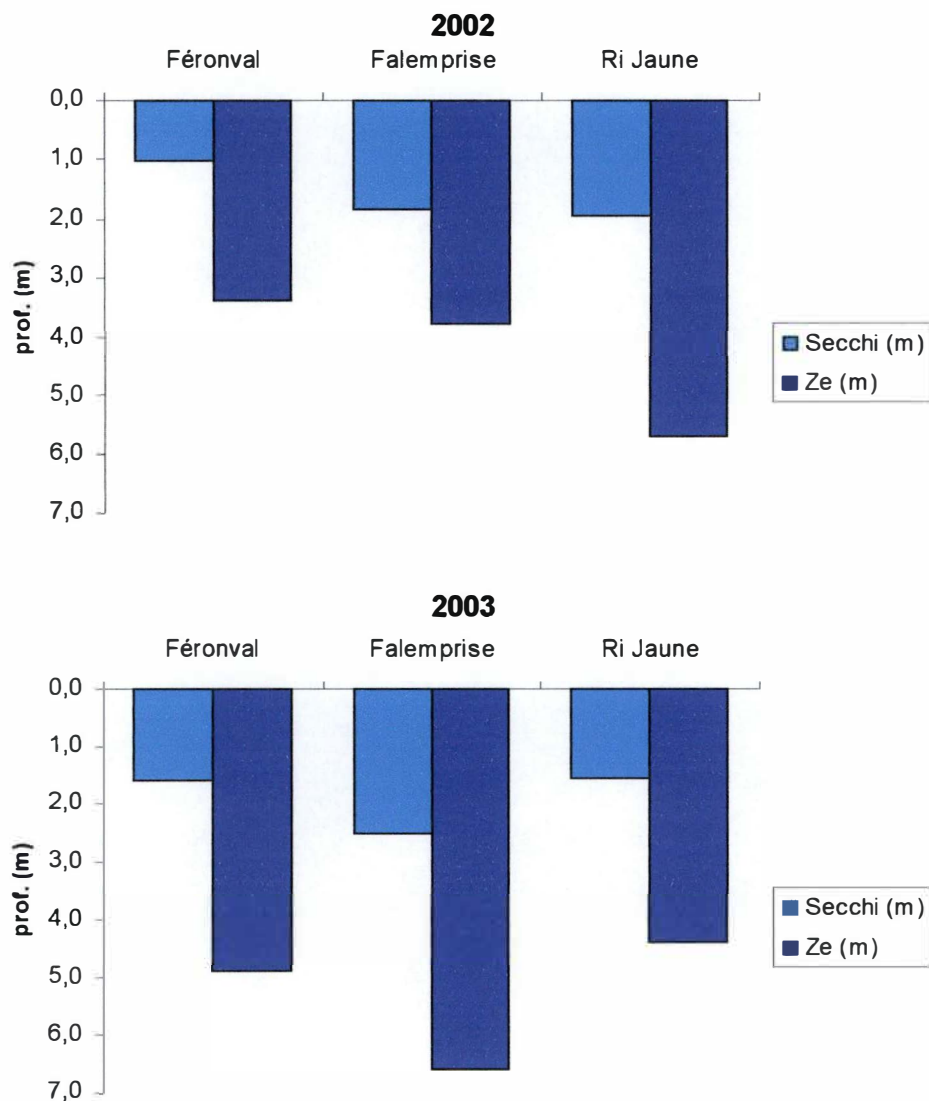 2002
Féronval Falemprise Ri Jaune
0,0
1,0
2,0
3,0
4,0
5,0
6,0
7,0
prof. (m)
Secchi (m)
Ze (m)
2003
Féronval Falemprise Ri Jaune
0,0
1,0
2,0
3,0
4,0
5,0
6,0
7,0
prof. (m)
Secchi (m)
Ze (m)